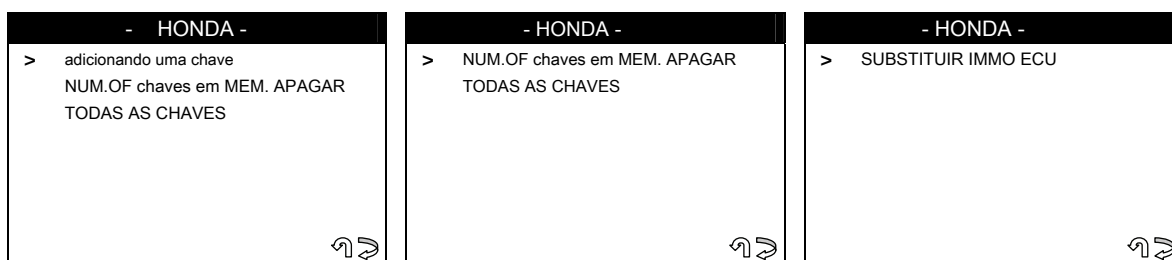 - HONDA -
> adicionando uma chave
NUM.OF chaves em MEM. APAGAR
TODAS AS CHAVES
- HONDA -
> NUM.OF chaves em MEM. APAGAR
TODAS AS CHAVES
- HONDA -
> SUBSTITUIR IMMO ECU